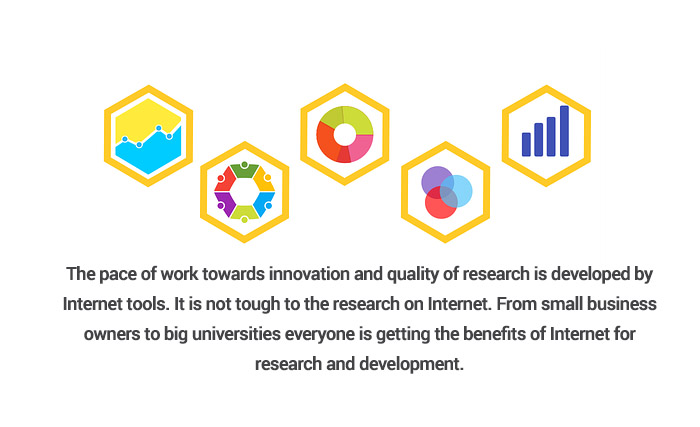 The pace of work towards innovation and quality of research is developed by
Internet tools. It is not tough to the research on Internet. From small business
owners to big universities everyone is getting the benefits of Internet for
research and development.